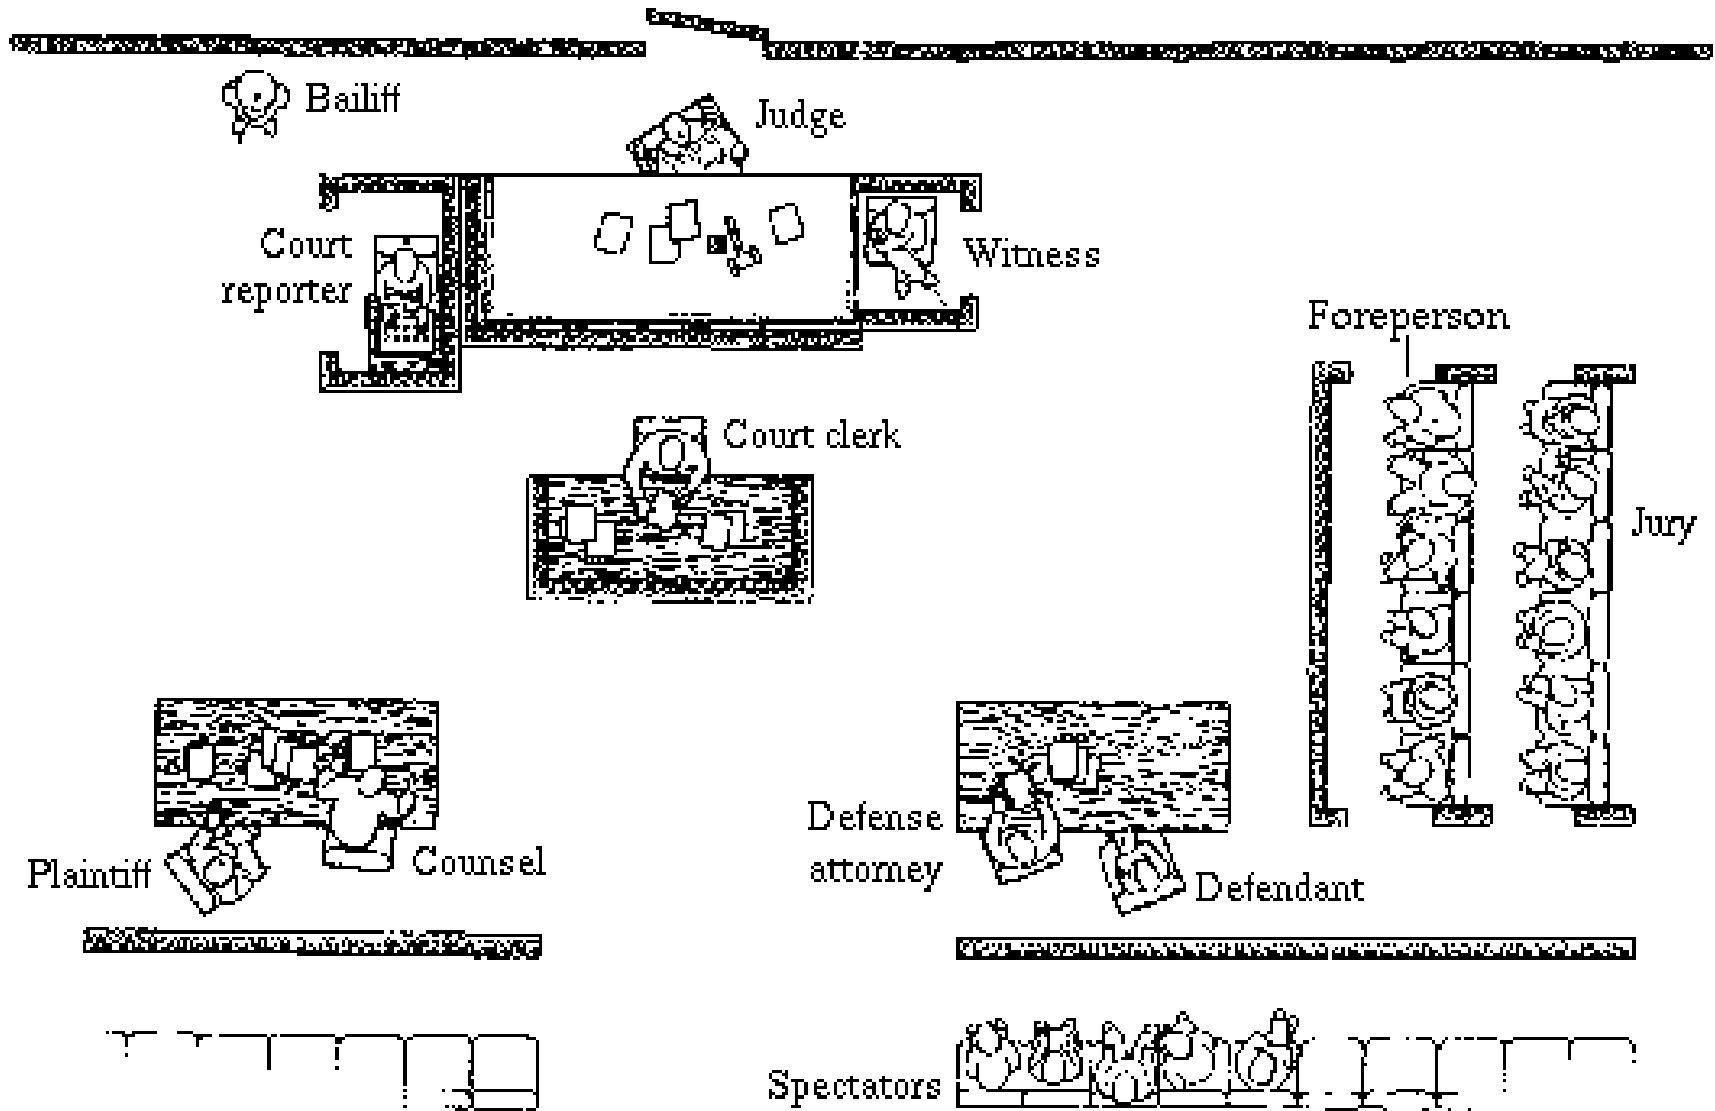 Bailiff
Judge
Court
reporter
Witness
Foreperson
Court clerk
Jury
Plaintiff
Counsel
Defense
attorney
Defendant
Spectators